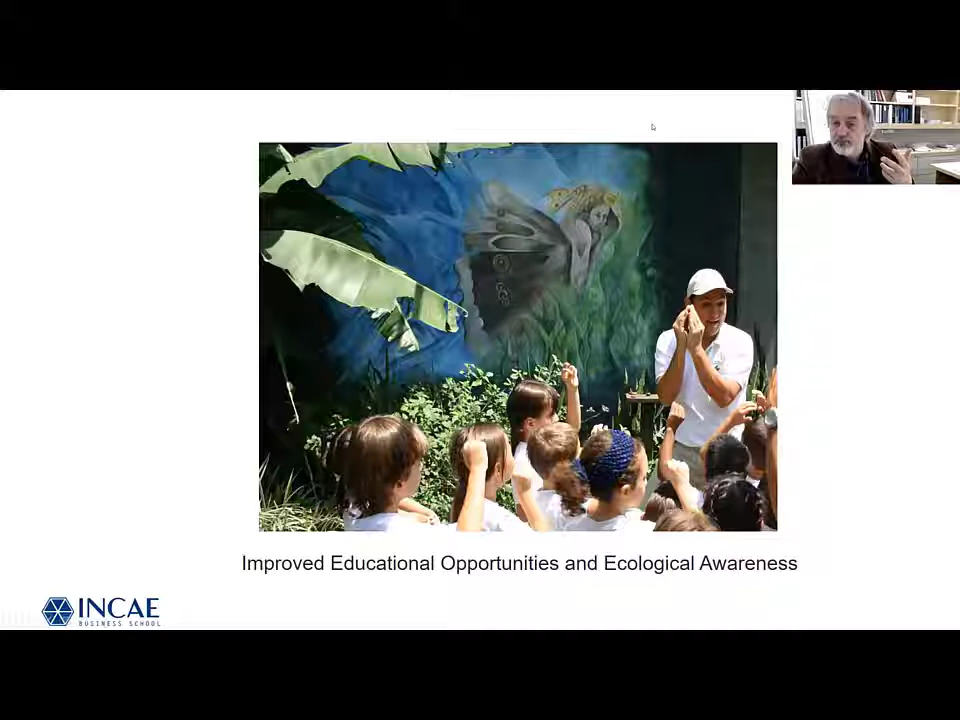 Improved Educational Opportunities and Ecological Awareness
INCAE
BUSINESS SCHOOL